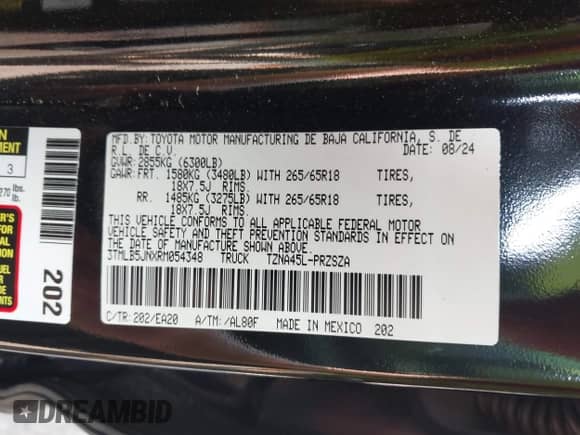 MFD.BY:TOYOTA MOTOR MANUFACTURING DE BAJA CALIFORNIA, S. DE
R.L. DE C.V. DATE: 08/24
GVWR:2855KG (6300LB)
GAWR:FRT. 1580KG (3480LB) WITH 265/65R18 TIRES,
18X7.5J RIMS.
RR. 1485KG (3275LB) WITH 265/65R18 TIRES,
18X7.5J RIMS.
THIS VEHICLE CONFORMS TO ALL APPLICABLE FEDERAL MOTOR
VEHICLE SAFETY AND THEFT PREVENTION STANDARDS IN EFFECT ON
THE DATE OF MANUFACTURE SHOWN ABOVE.
3TMLB5JNXRM054348 TRUCK TZNA45L-PRZSZA
C/TR:202/EA20 A/TM:/AL80F MADE IN MEXICO 202
3
270 lbs.
202
DREAMBID